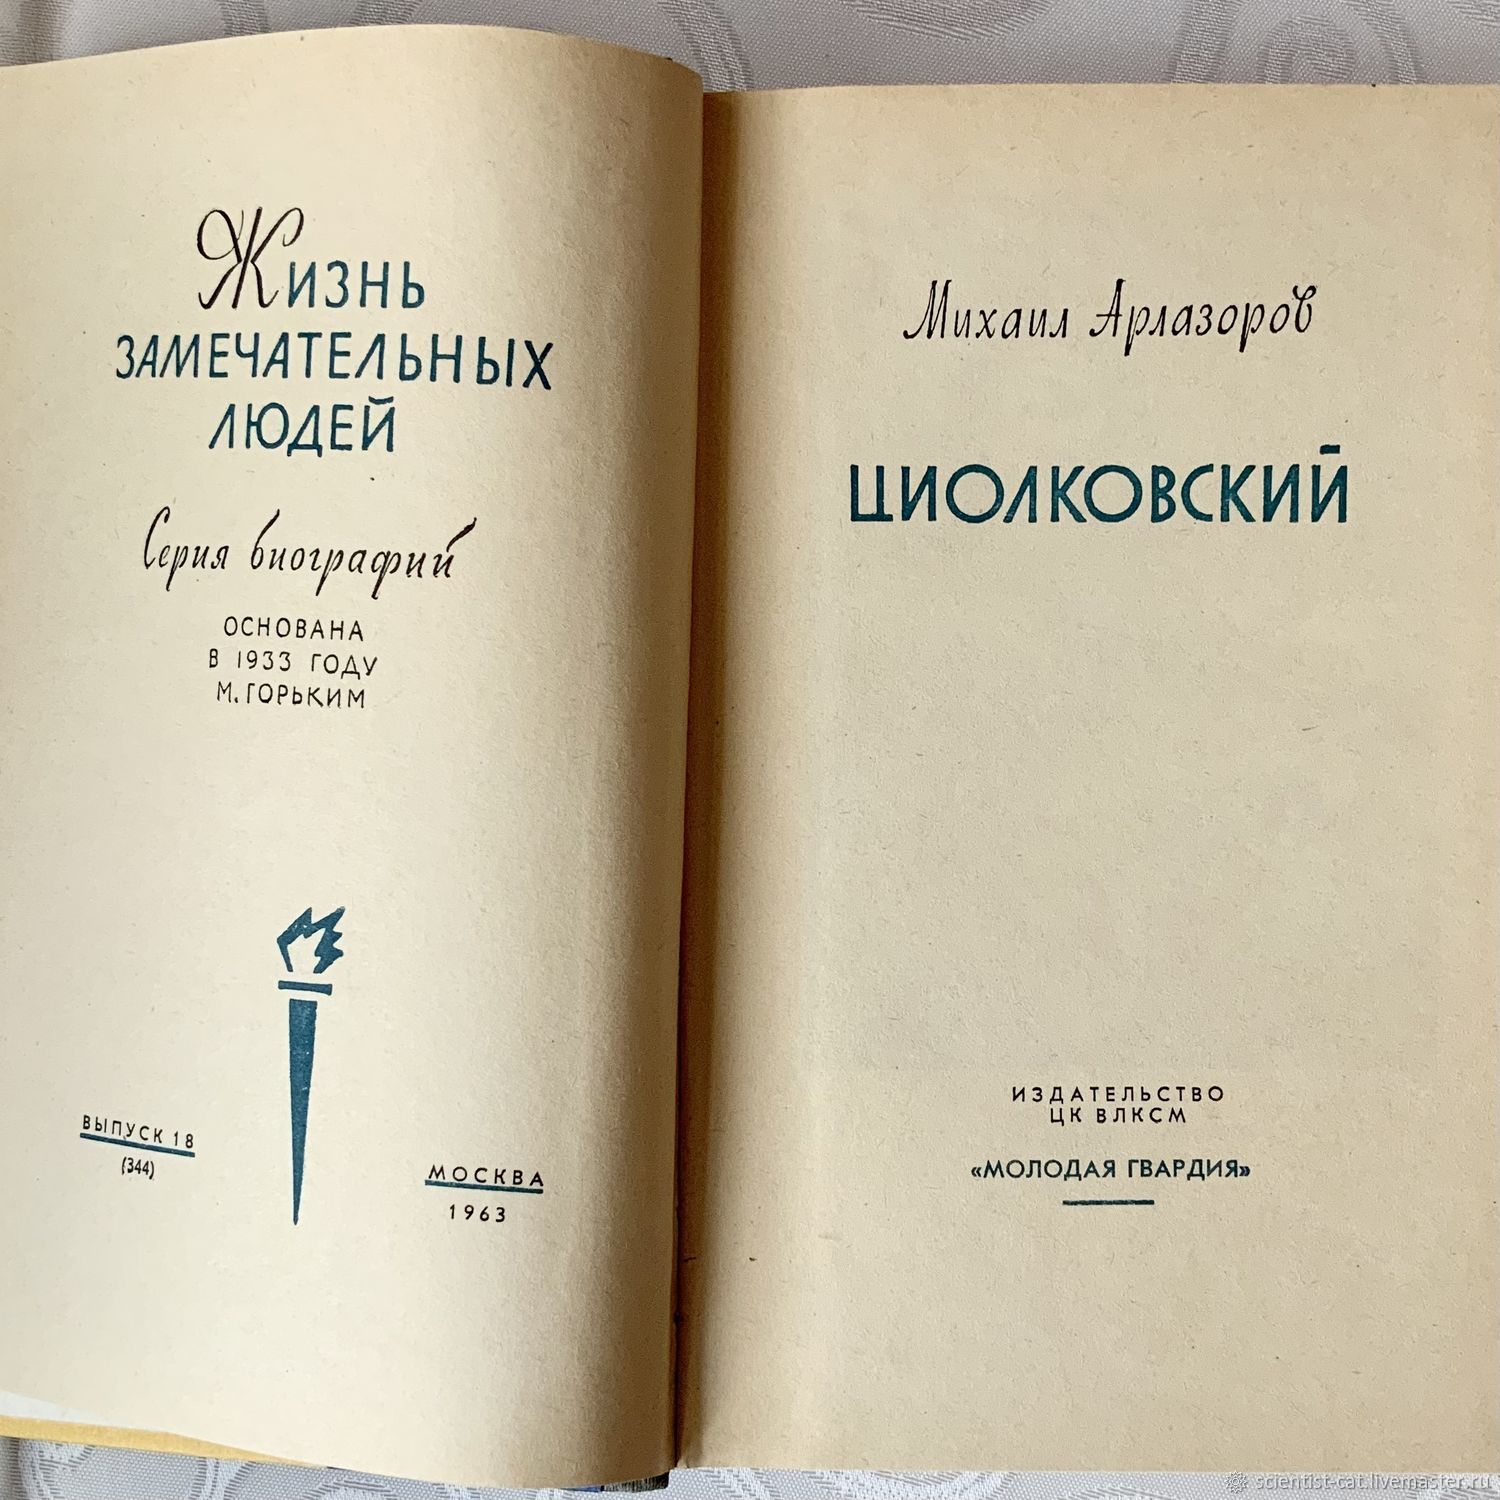 Жизнь
ЗАМЕЧАТЕЛЬНЫХ
ЛЮДЕЙ
Серия биографий
ОСНОВАНА
В 1933 ГОДУ
М. ГОРЬКИМ
ВЫПУСК 18
(344)
МОСКВА
1963
Михаил Арлазоров
ЦИОЛКОВСКИЙ
ИЗДАТЕЛЬСТВО
ЦК ВЛКСМ
«МОЛОДАЯ ГВАРДИЯ»
scientist-cat.livemaster.ru